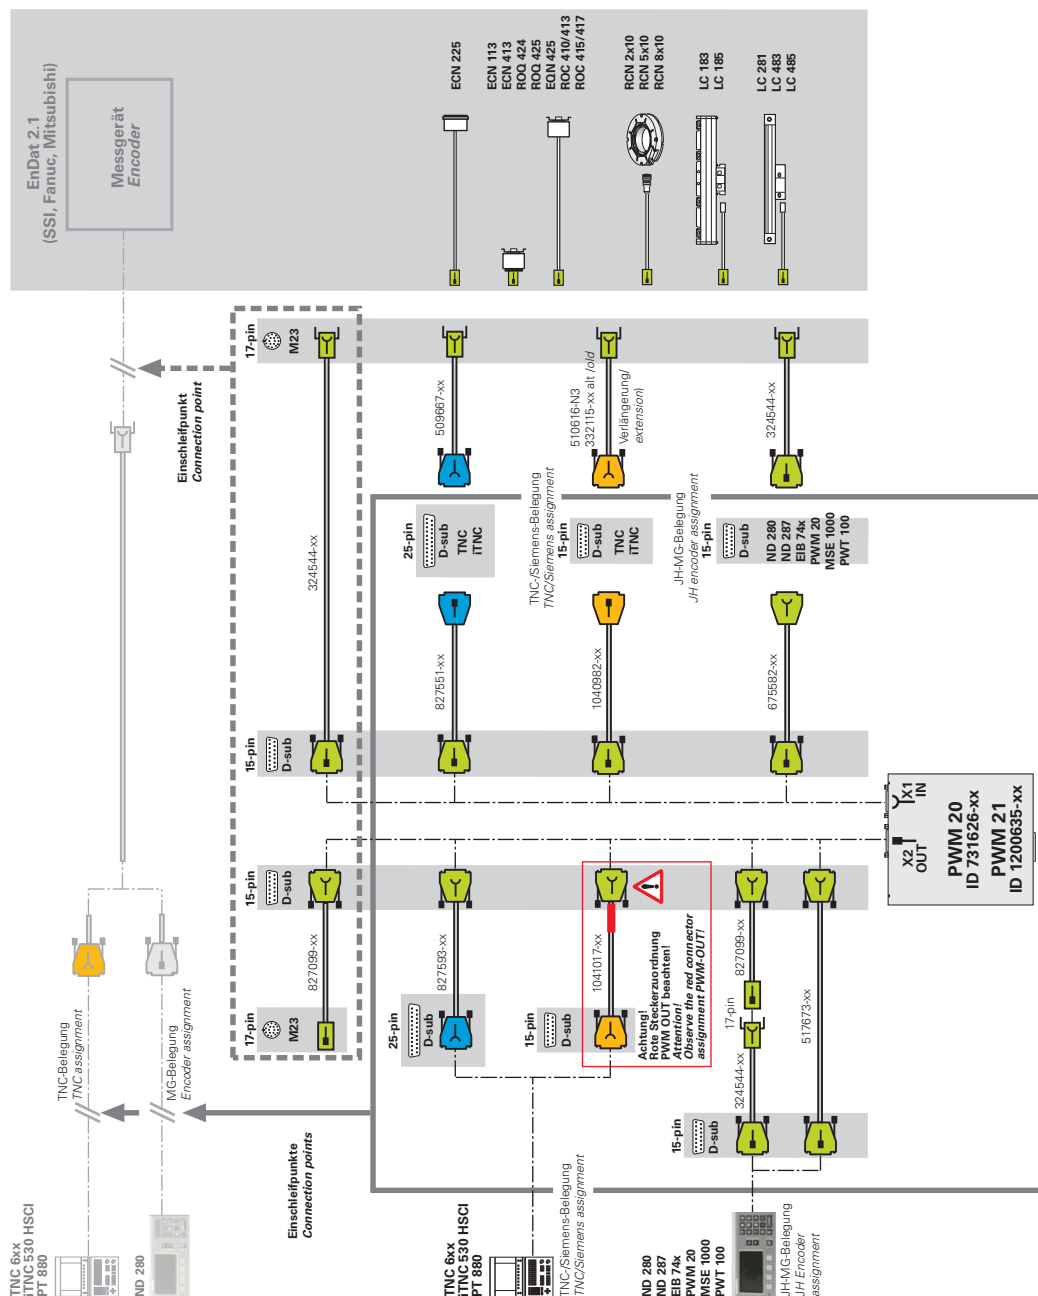 EnDat 2.1
(SSI, Fanuc, Mitsubishi)
Messgerät
Encoder
ECN 225
ECN 113
ECN 413
ROQ 424
ROQ 425
EQN 425
ROC 410/413
ROC 415/417
RCN 2x10
RCN 5x10
RCN 8x10
LC 183
LC 185
LC 281
LC 483
LC 485
Einschleifpunkt
Connection point
17-pin
M23
324544-xx
509667-xx
510616-N3
332115-xx alt /old
Verlängerung/
extension)
324544-xx
25-pin
D-sub
TNC
iTNC
TNC-/Siemens-Belegung
TNC/Siemens assignment
15-pin
D-sub
TNC
iTNC
JH-MG-Belegung
JH encoder assignment
15-pin
D-sub
ND 280
ND 287
EIB 74x
PWM 20
MSE 1000
PWT 100
827551-xx
1040982-xx
675582-xx
15-pin
D-sub
X1
IN
X2
OUT
PWM 20
ID 731626-xx
PWM 21
ID 1200635-xx
15-pin
D-sub
827099-xx
827593-xx
1041017-xx
827099-xx
17-pin
324544-xx
517673-xx
17-pin
M23
25-pin
D-sub
15-pin
D-sub
Achtung!
Rote Steckerzuordnung
PWM OUT beachten!
Attention!
Observe the red connector
assignment PWM-OUT!
15-pin
D-sub
TNC-Belegung
TNC assignment
MG-Belegung
Encoder assignment
Einschleifpunkte
Connection points
TNC 6xx
iTNC 530 HSCI
PT 880
ND 280
TNC 6xx
iTNC 530 HSCI
PT 880
TNC-/Siemens-Belegung
TNC/Siemens assignment
ND 280
ND 287
EIB 74x
PWM 20
MSE 1000
PWT 100
JH-MG-Belegung
JH Encoder
assignment